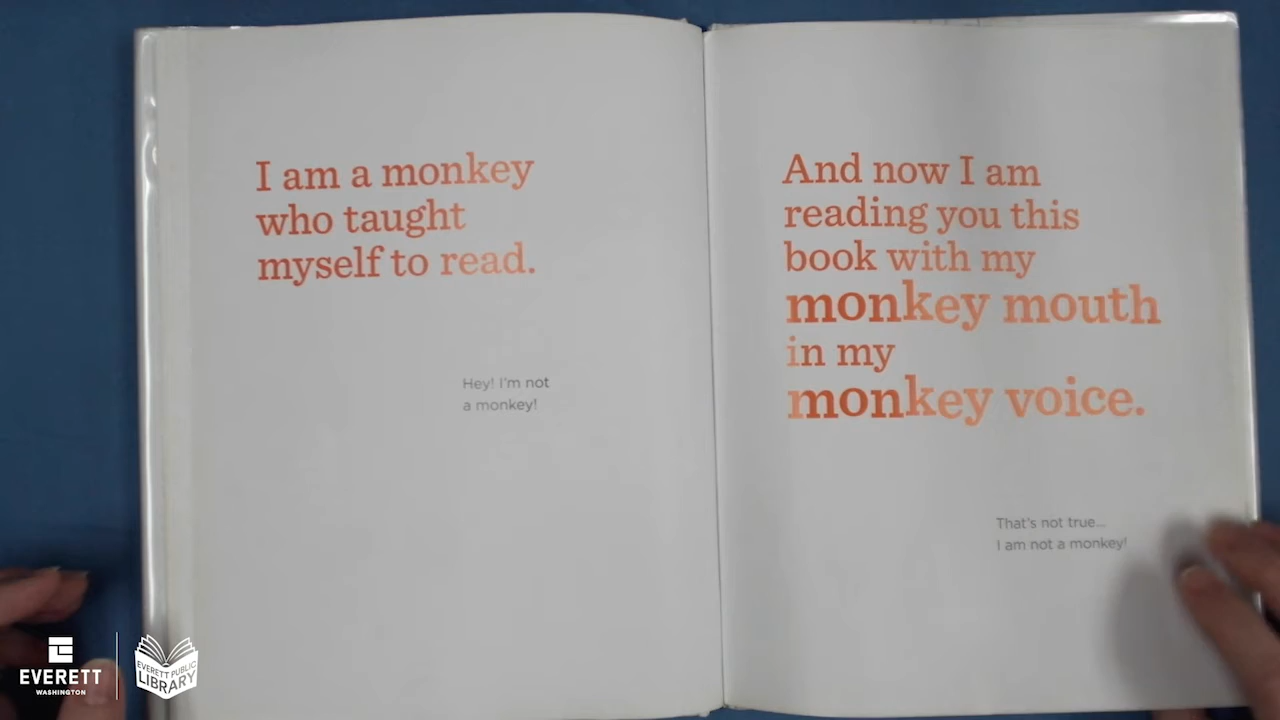 I am a monkey
who taught
myself to read.
Hey! I'm not
a monkey!
And now I am
reading you this
book with my
monkey mouth
in my
monkey voice.
That's not true...
I am not a monkey!
EVERETT
WASHINGTON
EVERETT PUBLIC
LIBRARY